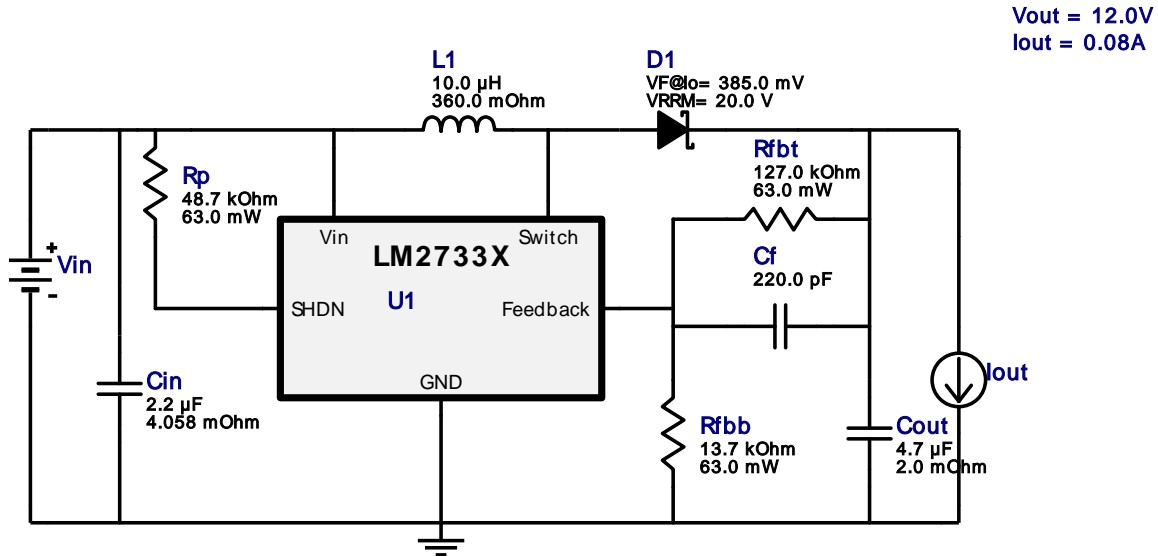 Vout = 12.0V
Iout = 0.08A
L1
10.0 µH
360.0 mOhm
D1
VF@Io= 385.0 mV
VRRM= 20.0 V
Rp
48.7 kOhm
63.0 mW
Rfbt
127.0 kOhm
63.0 mW
Vin
Switch
LM2733X
U1
SHDN
Feedback
GND
Cf
220.0 pF
+
Vin
-
Cin
2.2 µF
4.058 mOhm
Rfbb
13.7 kOhm
63.0 mW
Iout
Cout
4.7 µF
2.0 mOhm